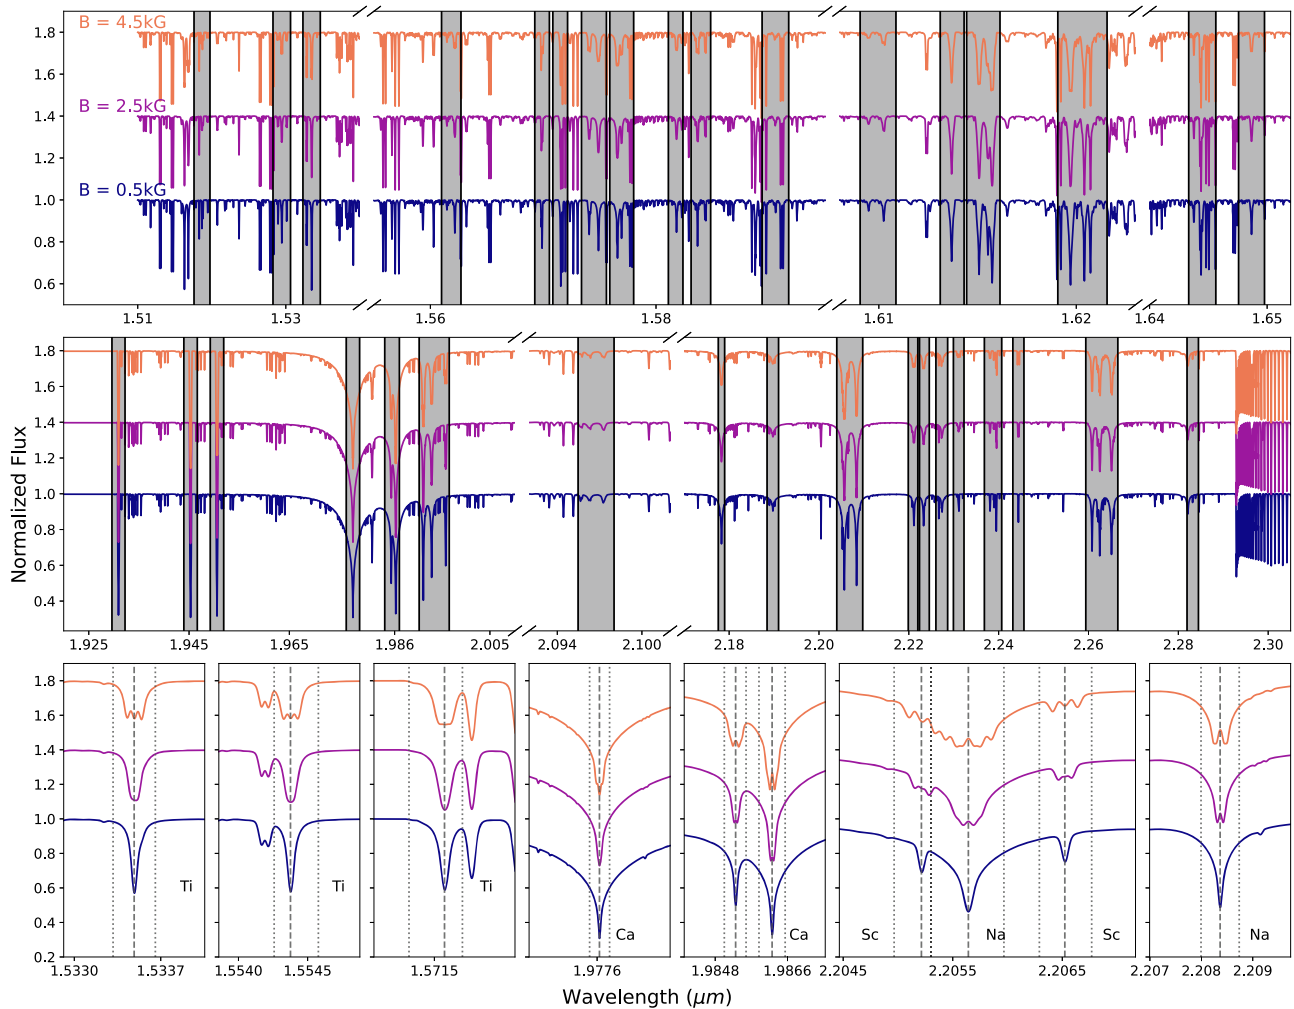 B = 4.5kG
B = 2.5kG
B = 0.5kG
1.8
1.6
1.4
1.2
1.0
0.8
0.6
1.51 1.53 1.56 1.58 1.61 1.62 1.64 1.65
Normalized Flux
1.8
1.6
1.4
1.2
1.0
0.8
0.6
0.4
1.925 1.945 1.965 1.986 2.005 2.094 2.100 2.18 2.20 2.22 2.24 2.26 2.28 2.30
1.8
1.6
1.4
1.2
1.0
0.8
0.6
0.4
0.2
Ti Ti Ti Ca Ca Sc Na Sc Na
1.5330 1.5337 1.5540 1.5545 1.5715 1.9776 1.9848 1.9866 2.2045 2.2055 2.2065 2.207 2.208 2.209
Wavelength (μm)